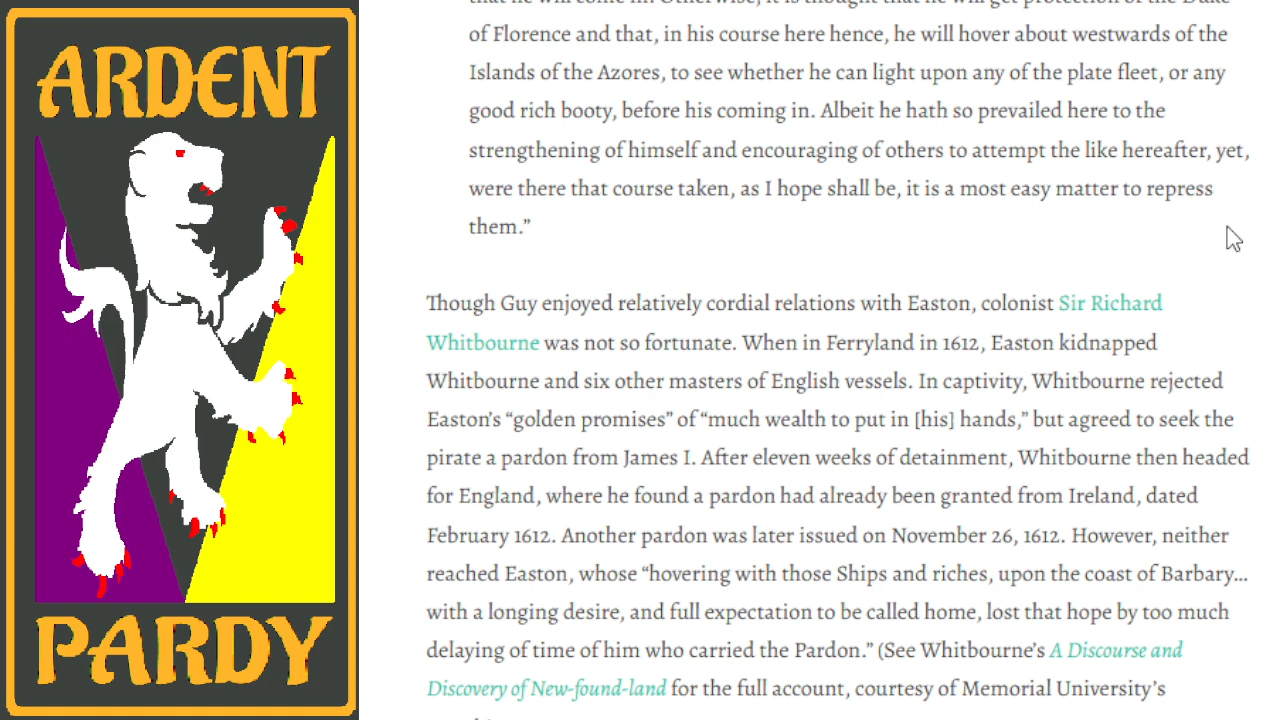 ARDENT
PARDY
of Florence and that, in his course here hence, he will hover about westwards of the
Islands of the Azores, to see whether he can light upon any of the plate fleet, or any
good rich booty, before his coming in. Albeit he hath so prevailed here to the
strengthening of himself and encouraging of others to attempt the like hereafter, yet,
were there that course taken, as I hope shall be, it is a most easy matter to repress
them.”
Though Guy enjoyed relatively cordial relations with Easton, colonist Sir Richard
Whitbourne was not so fortunate. When in Ferryland in 1612, Easton kidnapped
Whitbourne and six other masters of English vessels. In captivity, Whitbourne rejected
Easton’s “golden promises” of “much wealth to put in [his] hands,” but agreed to seek the
pirate a pardon from James I. After eleven weeks of detainment, Whitbourne then headed
for England, where he found a pardon had already been granted from Ireland, dated
February 1612. Another pardon was later issued on November 26, 1612. However, neither
reached Easton, whose “hovering with those Ships and riches, upon the coast of Barbary…
with a longing desire, and full expectation to be called home, lost that hope by too much
delaying of time of him who carried the Pardon.” (See Whitbourne’s A Discourse and
Discovery of New-found-land for the full account, courtesy of Memorial University’s